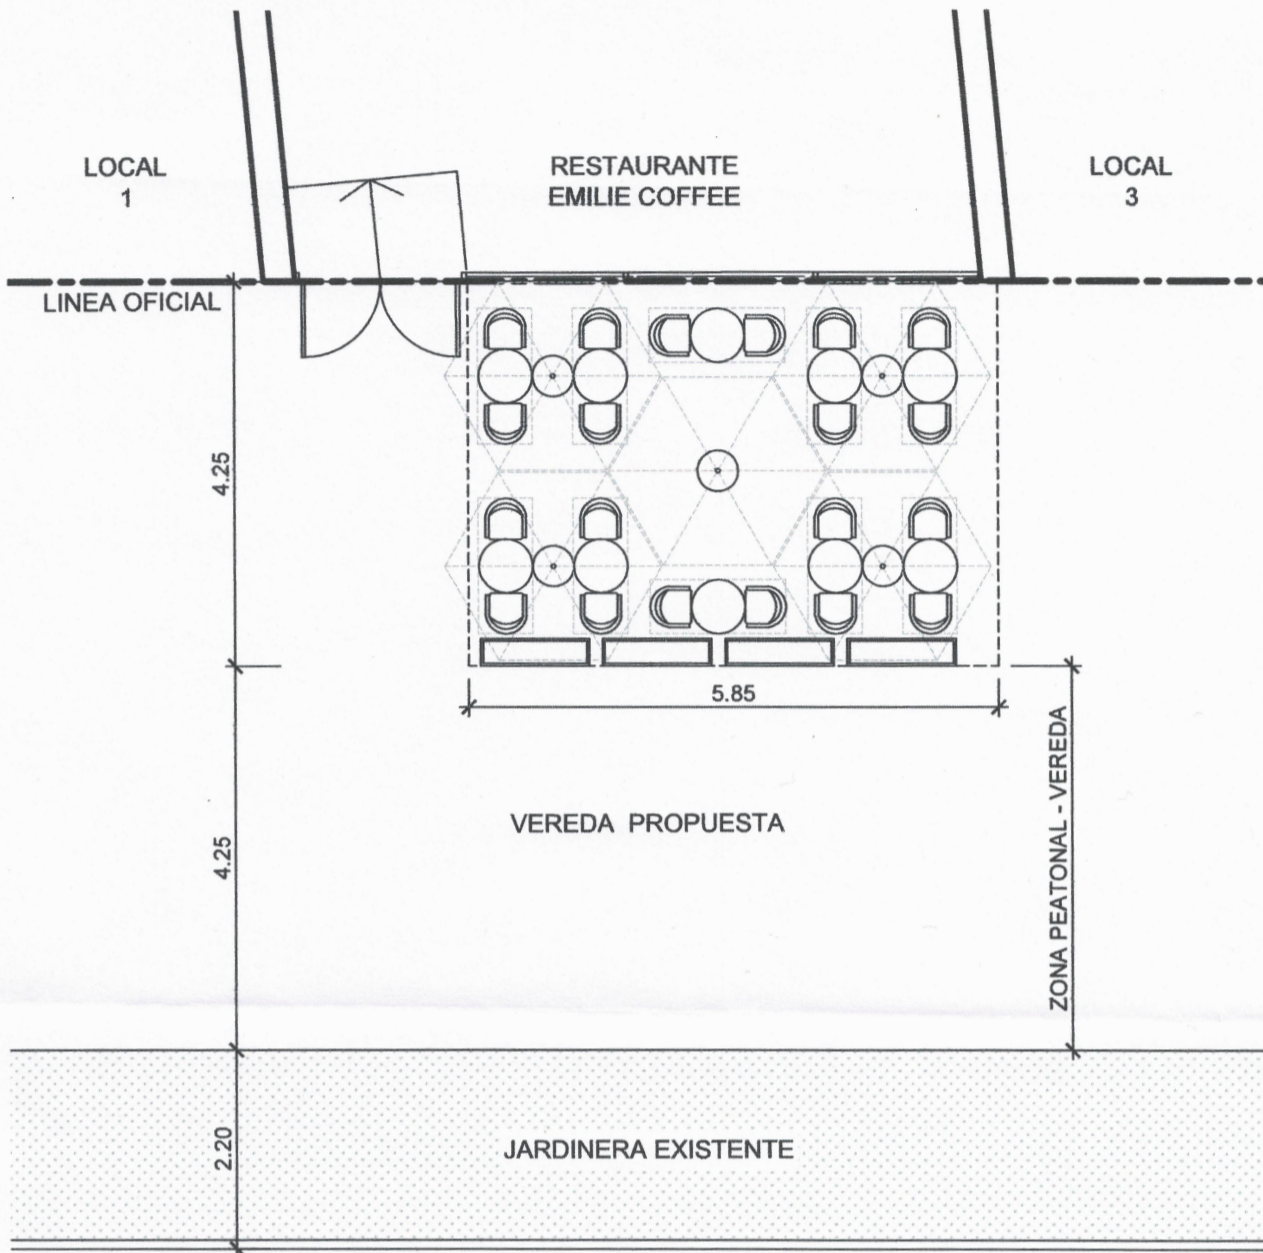 LOCAL
1
RESTAURANTE
EMILIE COFFEE
LOCAL
3
LINEA OFICIAL
4.25
5.85
ZONA PEATONAL - VEREDA
VEREDA PROPUESTA
4.25
JARDINERA EXISTENTE
2.20